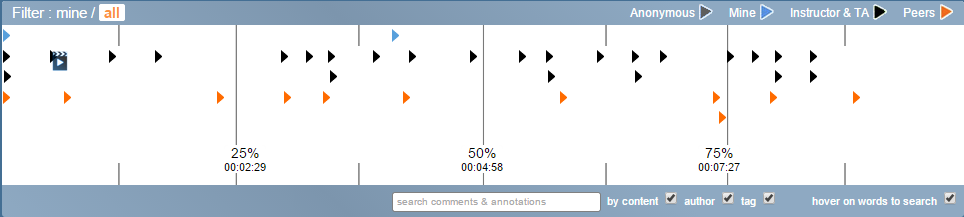 Filter : mine / all Anonymous Mine Instructor & TA Peers
25% 50% 75%
00:02:29 00:04:58 00:07:27
search comments & annotations by content author tag hover on words to search